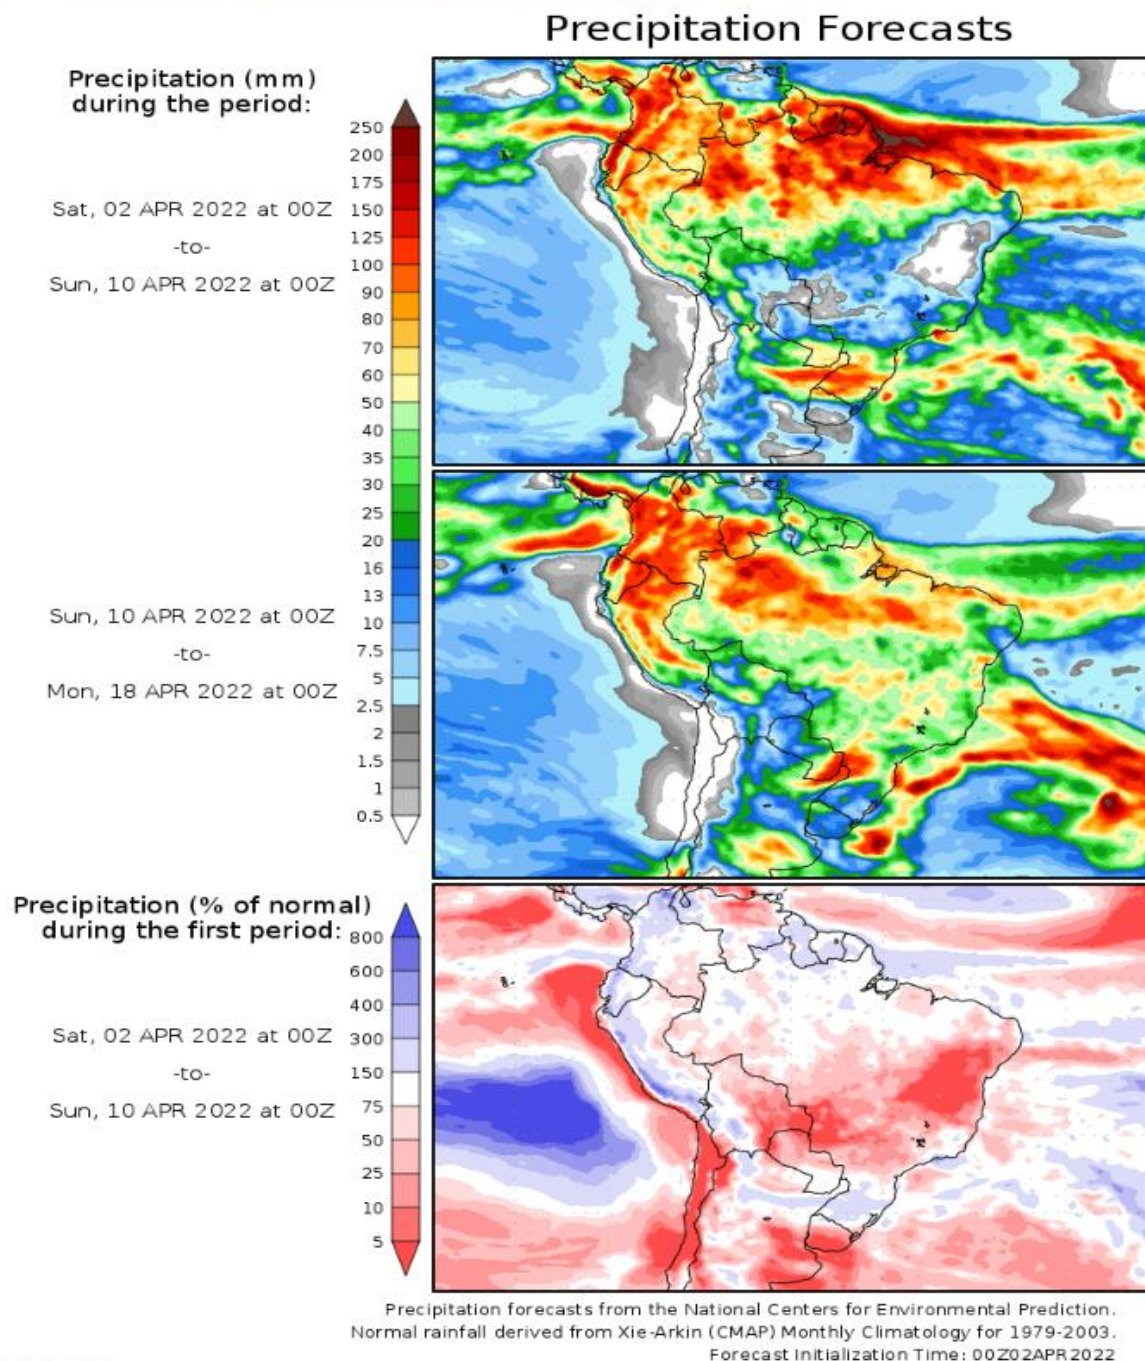 Precipitation Forecasts
Precipitation (mm)
during the period:
250
200
175
150
125
100
90
80
70
60
50
40
35
30
25
20
16
13
10
7.5
5
2.5
2
1.5
1
0.5
Sat, 02 APR 2022 at 00Z
-to-
Sun, 10 APR 2022 at 00Z
Sun, 10 APR 2022 at 00Z
-to-
Mon, 18 APR 2022 at 00Z
Precipitation (% of normal)
during the first period:
800
600
400
300
150
75
50
25
10
5
Sat, 02 APR 2022 at 00Z
-to-
Sun, 10 APR 2022 at 00Z
Precipitation forecasts from the National Centers for Environmental Prediction.
Normal rainfall derived from Xie-Arkin (CMAP) Monthly Climatology for 1979-2003.
Forecast Initialization Time: 00Z02APR2022